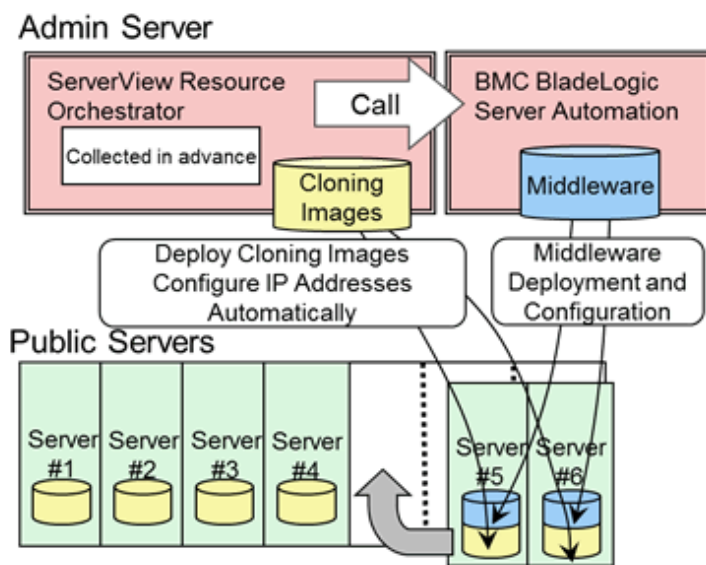 Admin Server
ServerView Resource
Orchestrator
Call
BMC BladeLogic
Server Automation
Collected in advance
Cloning
Images
Middleware
Deploy Cloning Images
Configure IP Addresses
Automatically
Middleware
Deployment and
Configuration
Public Servers
Server
#1
Server
#2
Server
#3
Server
#4
Server
#5
Server
#6